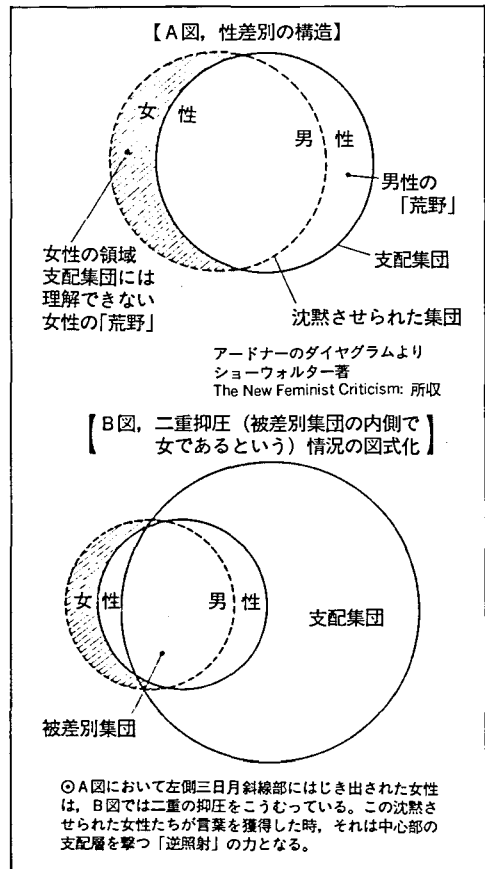 【A図，性差別の構造】
女性
男性
男性の
「荒野」
女性の領域
支配集団には
理解できない
女性の「荒野」
支配集団
沈黙させられた集団
アードナーのダイヤグラムより
ショーウォルター著
The New Feminist Criticism: 所収
【B図，二重抑圧（被差別集団の内側で
女であるという）情況の図式化】
女性
男性
支配集団
被差別集団
⊙A図において左側三日月斜線部にはじき出された女性
は，B図では二重の抑圧をこうむっている。この沈黙さ
せられた女性たちが言葉を獲得した時，それは中心部の
支配層を撃つ「逆照射」の力となる。